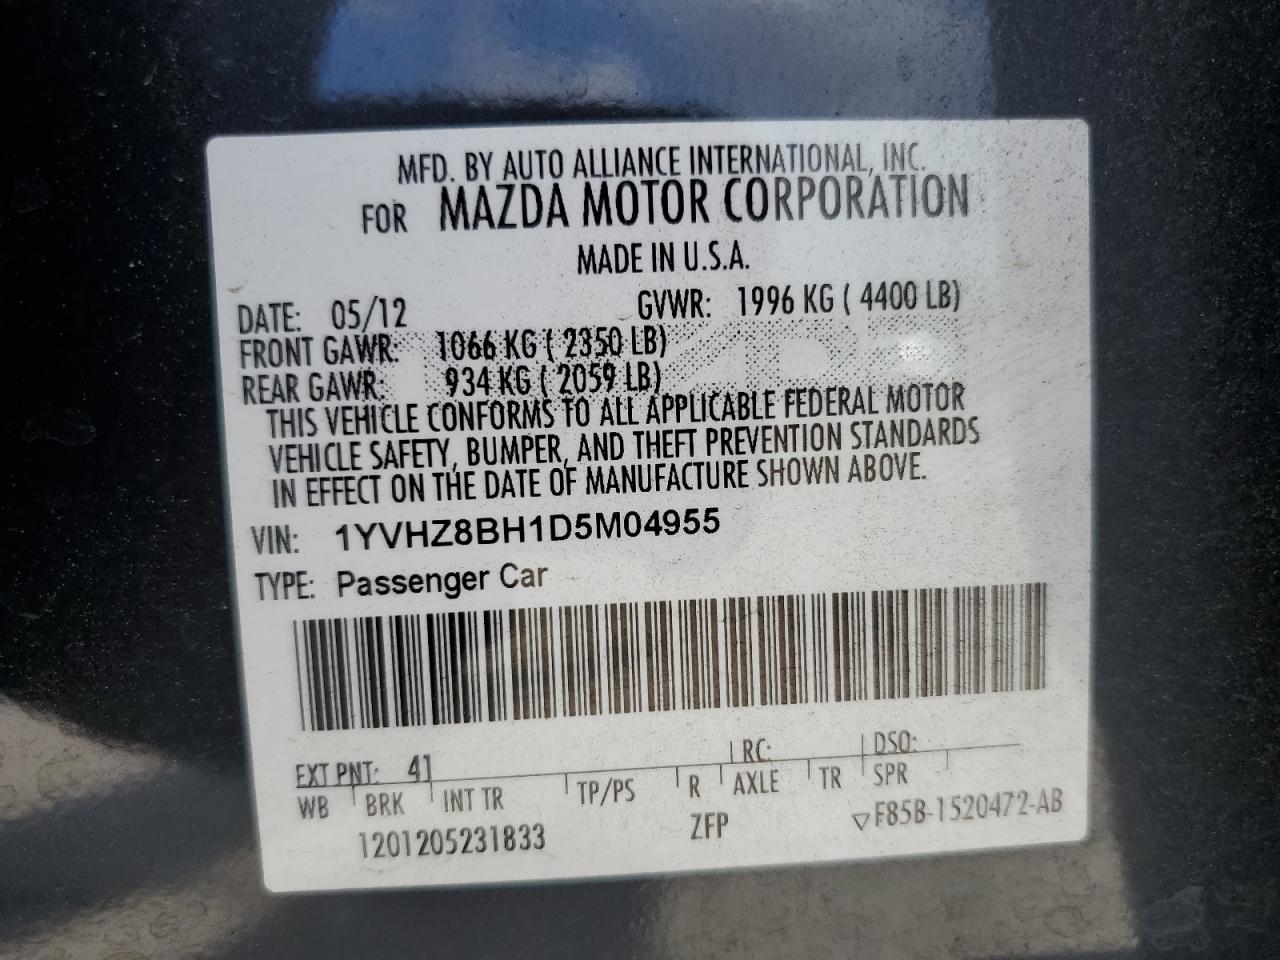 MFD. BY AUTO ALLIANCE INTERNATIONAL, INC.
FOR MAZDA MOTOR CORPORATION
MADE IN U.S.A.
DATE: 05/12 GVWR: 1996 KG ( 4400 LB)
FRONT GAWR: 1066 KG ( 2350 LB)
REAR GAWR: 934 KG ( 2059 LB)
THIS VEHICLE CONFORMS TO ALL APPLICABLE FEDERAL MOTOR
VEHICLE SAFETY, BUMPER, AND THEFT PREVENTION STANDARDS
IN EFFECT ON THE DATE OF MANUFACTURE SHOWN ABOVE.
VIN: 1YVHZ8BH1D5M04955
TYPE: Passenger Car
EXT PNT: 41 RC: DSO:
WB BRK INT TR TP/PS R AXLE TR SPR
1201205231833 ZFP ▽F85B-1520472-AB